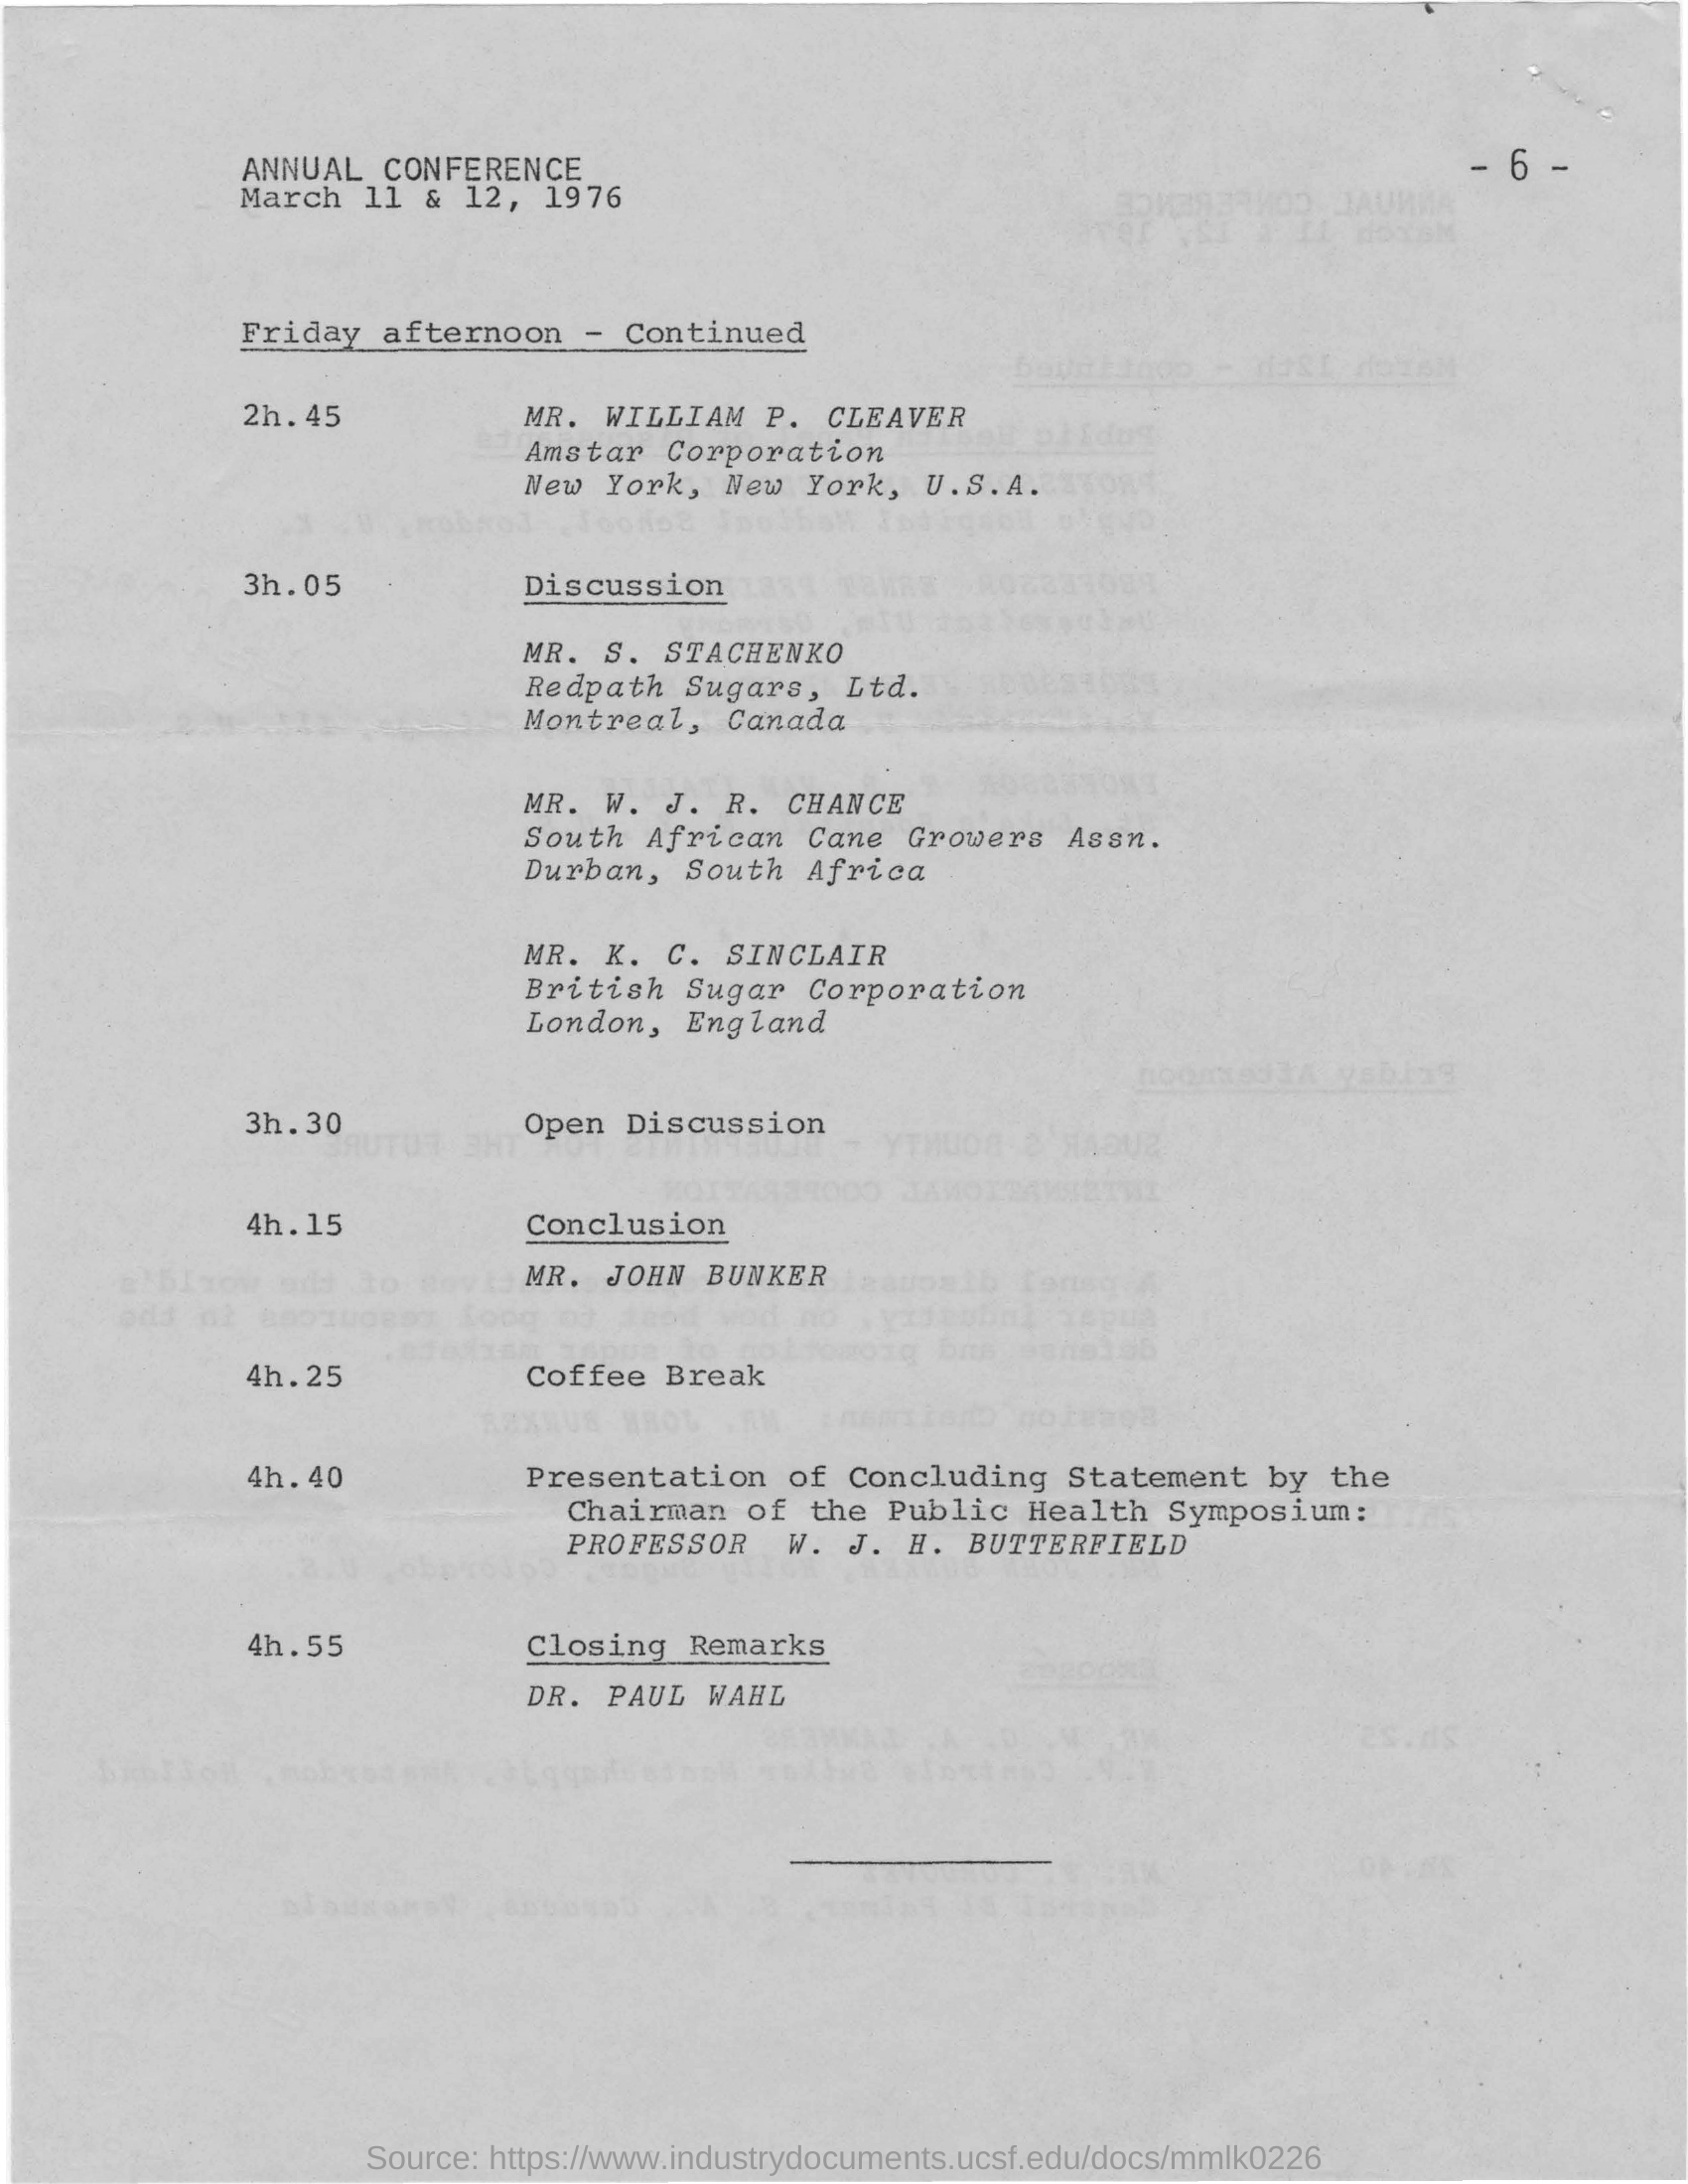 ANNUAL CONFERENCE
- 6 -
March 11 & 12, 1976
Friday afternoon - Continued
2h.45 MR. WILLIAM P. CLEAVER
Amstar Corporation
New York, New York, U.S.A.
3h.05 Discussion
MR. S. STACHENKO
Redpath Sugars, Ltd.
Montreal, Canada
MR. W. J. R. CHANCE
South African Cane Growers Assn.
Durban, South Africa
MR. K. C. SINCLAIR
British Sugar Corporation
London, England
3h.30 Open Discussion
4h.15 Conclusion
MR. JOHN BUNKER
4h.25 Coffee Break
4h.40 Presentation of Concluding Statement by the
Chairman of the Public Health Symposium:
PROFESSOR W. J. H. BUTTERFIELD
4h.55 Closing Remarks
DR. PAUL WAHL
Source: https://www.industrydocuments.ucsf.edu/docs/mmlk0226